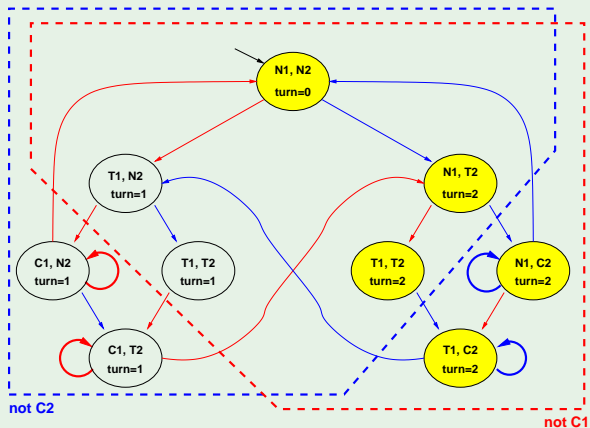 N1, N2
turn=0
T1, N2
turn=1
N1, T2
turn=2
C1, N2
turn=1
T1, T2
turn=1
T1, T2
turn=2
N1, C2
turn=2
C1, T2
turn=1
T1, C2
turn=2
not C2
not C1